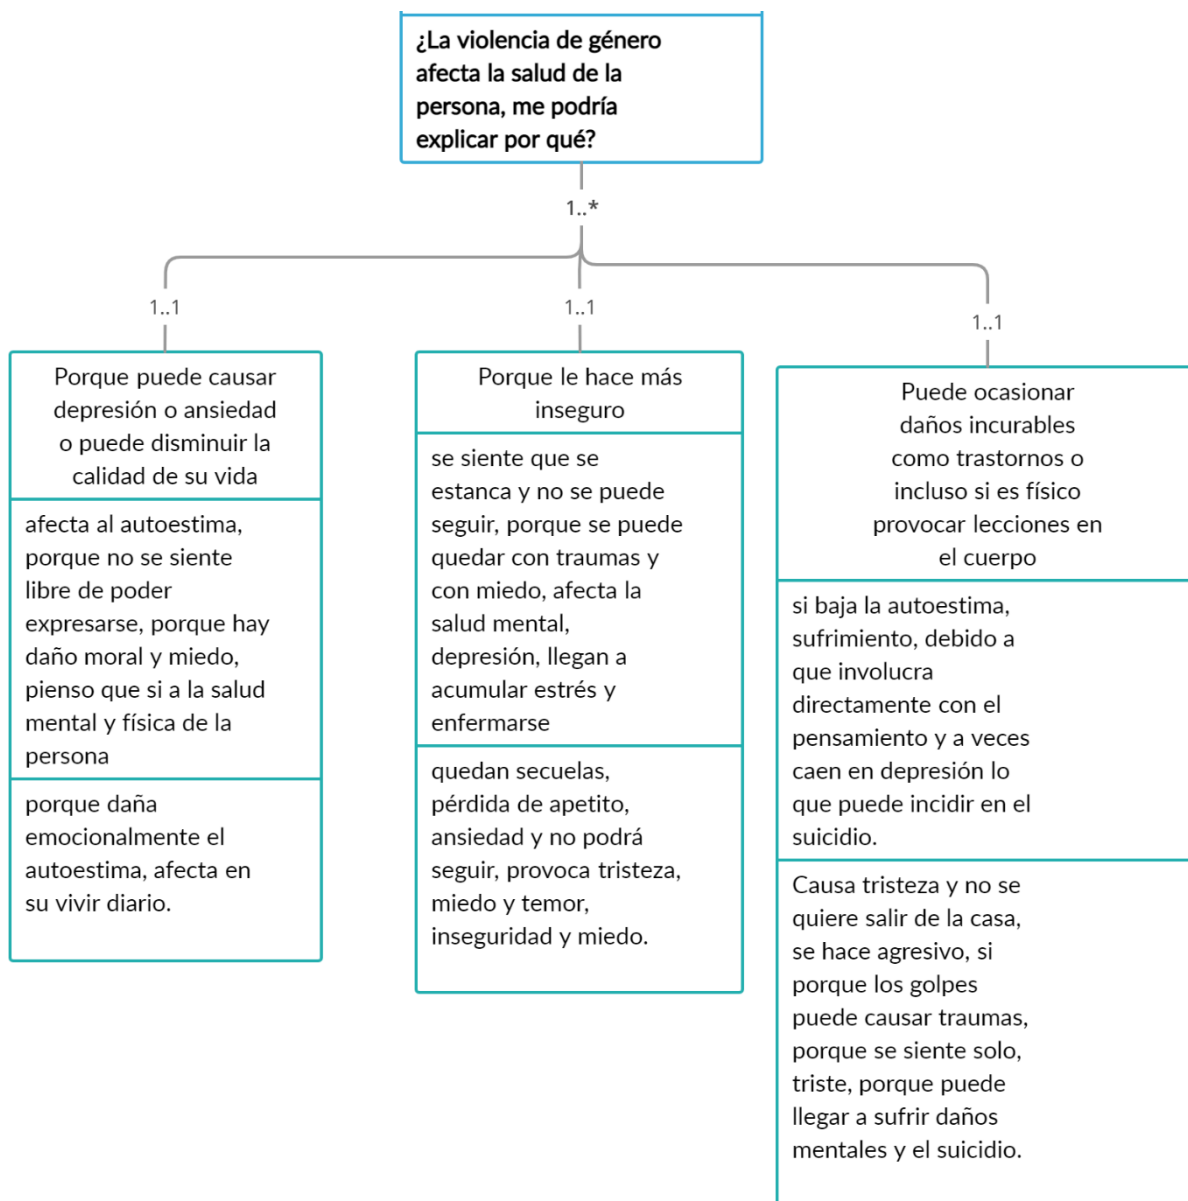 ¿La violencia de género
afecta la salud de la
persona, me podría
explicar por qué?
1..*
1..1
1..1
1..1
Porque puede causar
depresión o ansiedad
o puede disminuir la
calidad de su vida
afecta al autoestima,
porque no se siente
libre de poder
expresarse, porque hay
daño moral y miedo,
pienso que si a la salud
mental y física de la
persona
porque daña
emocionalmente el
autoestima, afecta en
su vivir diario.
Porque le hace más
inseguro
se siente que se
estanca y no se puede
seguir, porque se puede
quedar con traumas y
con miedo, afecta la
salud mental,
depresión, llegan a
acumular estrés y
enfermarse
quedan secuelas,
pérdida de apetito,
ansiedad y no podrá
seguir, provoca tristeza,
miedo y temor,
inseguridad y miedo.
Puede ocasionar
daños incurables
como trastornos o
incluso si es físico
provocar lecciones en
el cuerpo
si baja la autoestima,
sufrimiento, debido a
que involucra
directamente con el
pensamiento y a veces
caen en depresión lo
que puede incidir en el
suicidio.
Causa tristeza y no se
quiere salir de la casa,
se hace agresivo, si
porque los golpes
puede causar traumas,
porque se siente solo,
triste, porque puede
llegar a sufrir daños
mentales y el suicidio.